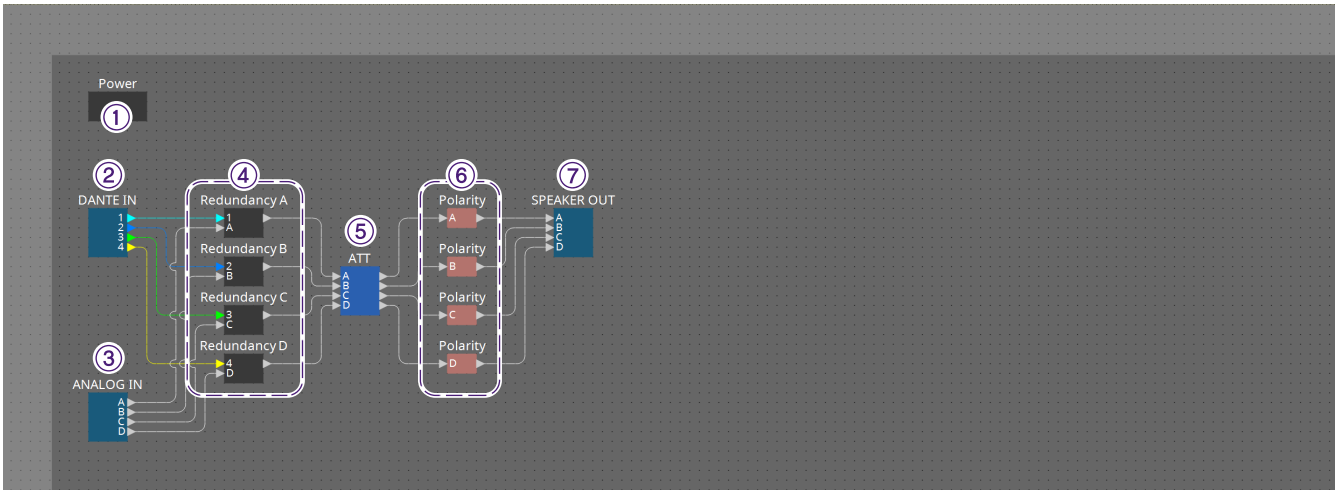 Power
①
② ④ ⑥ ⑦
DANTE IN Redundancy A Polarity SPEAKER OUT
1 1 A A
2 A B
3 C
4 D
Redundancy B Polarity
⑤
2 B
B
ATT
A
B
C
D
Redundancy C Polarity
3 C
C
Redundancy D Polarity
③
4 D
D
ANALOG IN
A
B
C
D